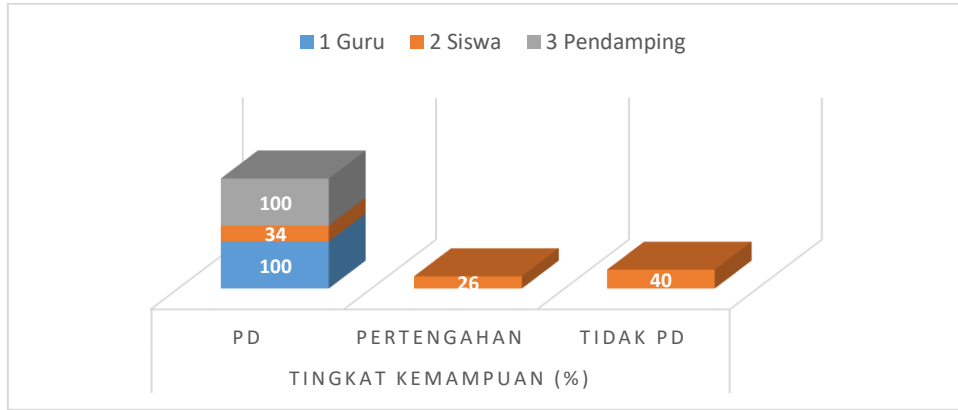 1 Guru 2 Siswa 3 Pendamping
100
34
100
26
40
PD PERTENGAHAN TIDAK PD
TINGKAT KEMAMPUAN (%)